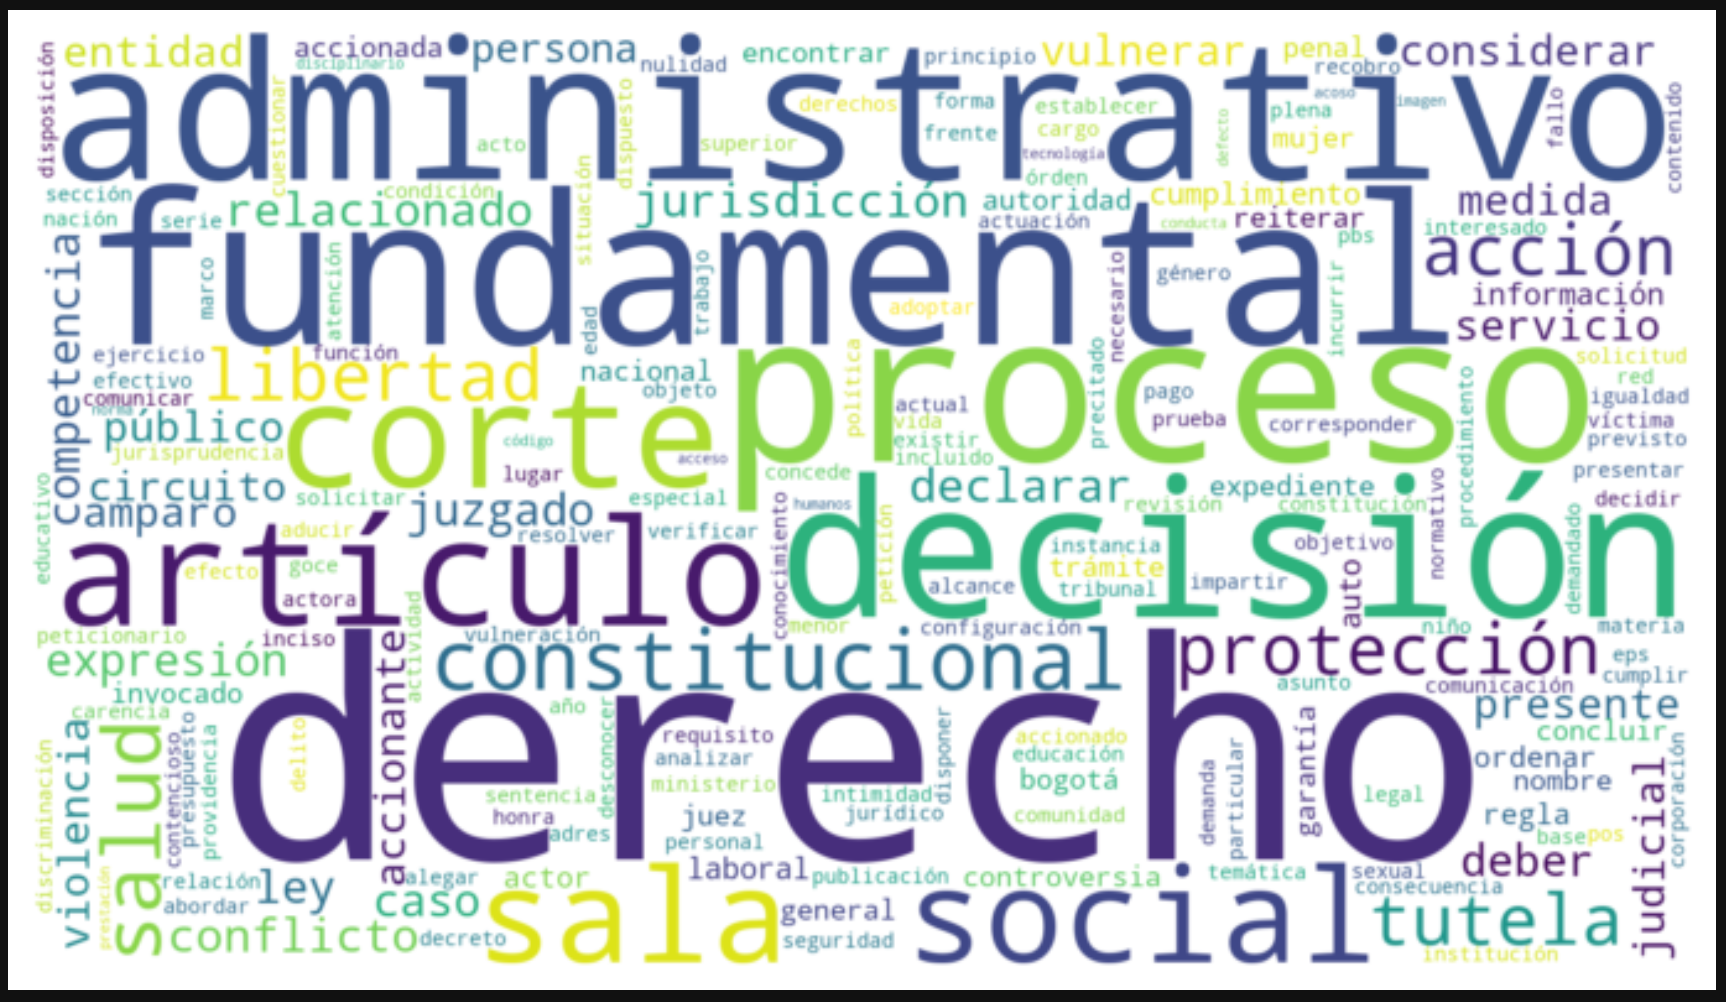 entidad
accionada
disciplinario
persona
nulidad
encontrar
principio
vulnerar
penal
recobro
considerar
administrativo
disposición
cuestionar
acto
dispuesto
superior
derechos
forma
frente
establecer
cargo
tecnología
acoso
imagen
plena
mujer
defecto
fallo
contenido
sección
nación
serie
condición
relacionado
situación
jurisdicción
autoridad
actuación
órden
cumplimiento
conducta
reiterar
pbs
medida
interesado
acción
información
servicio
fundamental
competencia
marco
atención
edad
trabajo
adoptar
necesario
género
incurrir
ejercicio
efectivo
comunicar
norma
función
libertad
nacional
objeto
política
actual
vida
existir
incluido
precitado
pago
prueba
corresponder
proceso
procedimiento
solicitud
red
igualdad
víctima
previsto
público
jurisprudencia
corte
código
lugar
acceso
concede
circuito
amparo
solicitar
juzgado
especial
humanos
declarar
expediente
revisión
constitución
normativo
presentar
decidir
educativo
aducir
resolver
verificar
artículo
efecto
goce
actora
conocimiento
petición
decisión
instancia
trámite
tribunal
alcance
objetivo
impartir
auto
demandado
peticionario
inciso
actividad
vulneración
menor
configuración
niño
materia
expresión
invocado
accionante
constitucional
protección
asunto
comunicación
eps
cumplir
carencia
año
desconocer
presente
concluir
violencia
salud
contencioso
presupuesto
providencia
delito
derecho
requisito
analizar
ministerio
disponer
accionado
educación
bogotá
comunidad
garantía
legal
ordenar
nombre
regla
base
pos
judicial
corporación
discriminación
prestación
sentencia
honra
adres
juez
personal
intimidad
jurídico
demanda
particular
relación
abordar
ley
alegar
caso
actor
laboral
publicación
controversia
temática
sexual
consecuencia
deber
conflicto
decreto
sala
general
seguridad
social
tutela
institución